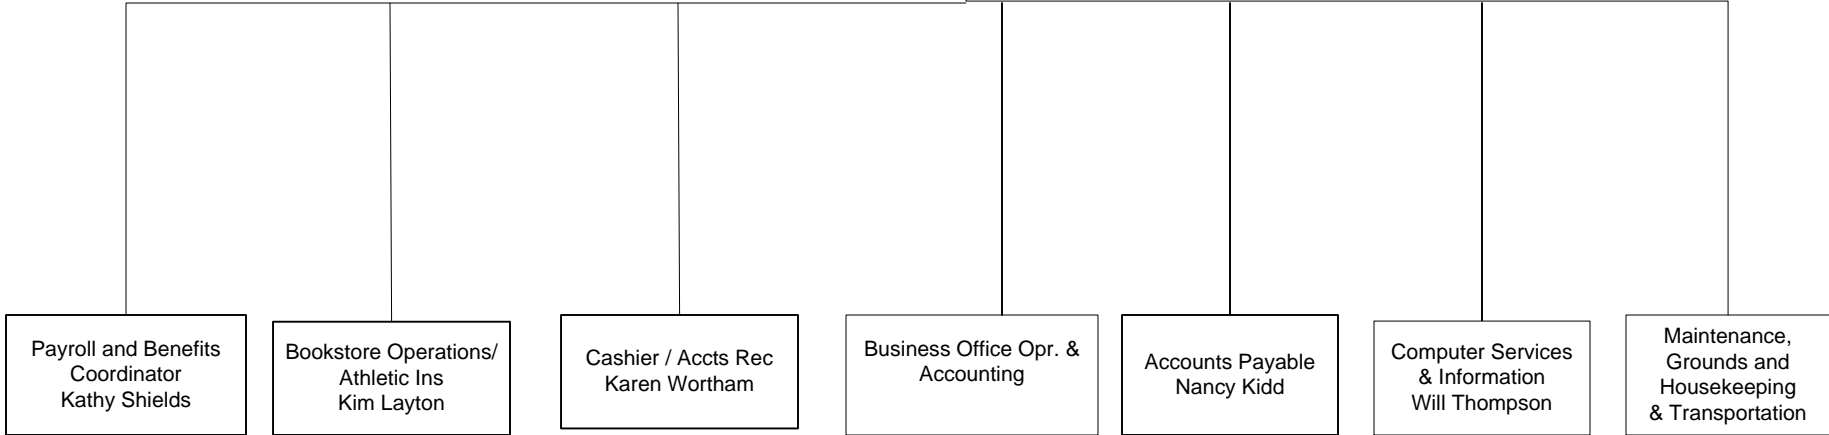 Payroll and Benefits
Coordinator
Kathy Shields
Bookstore Operations/
Athletic Ins
Kim Layton
Cashier / Accts Rec
Karen Wortham
Business Office Opr. &
Accounting
Accounts Payable
Nancy Kidd
Computer Services
& Information
Will Thompson
Maintenance,
Grounds and
Housekeeping
& Transportation